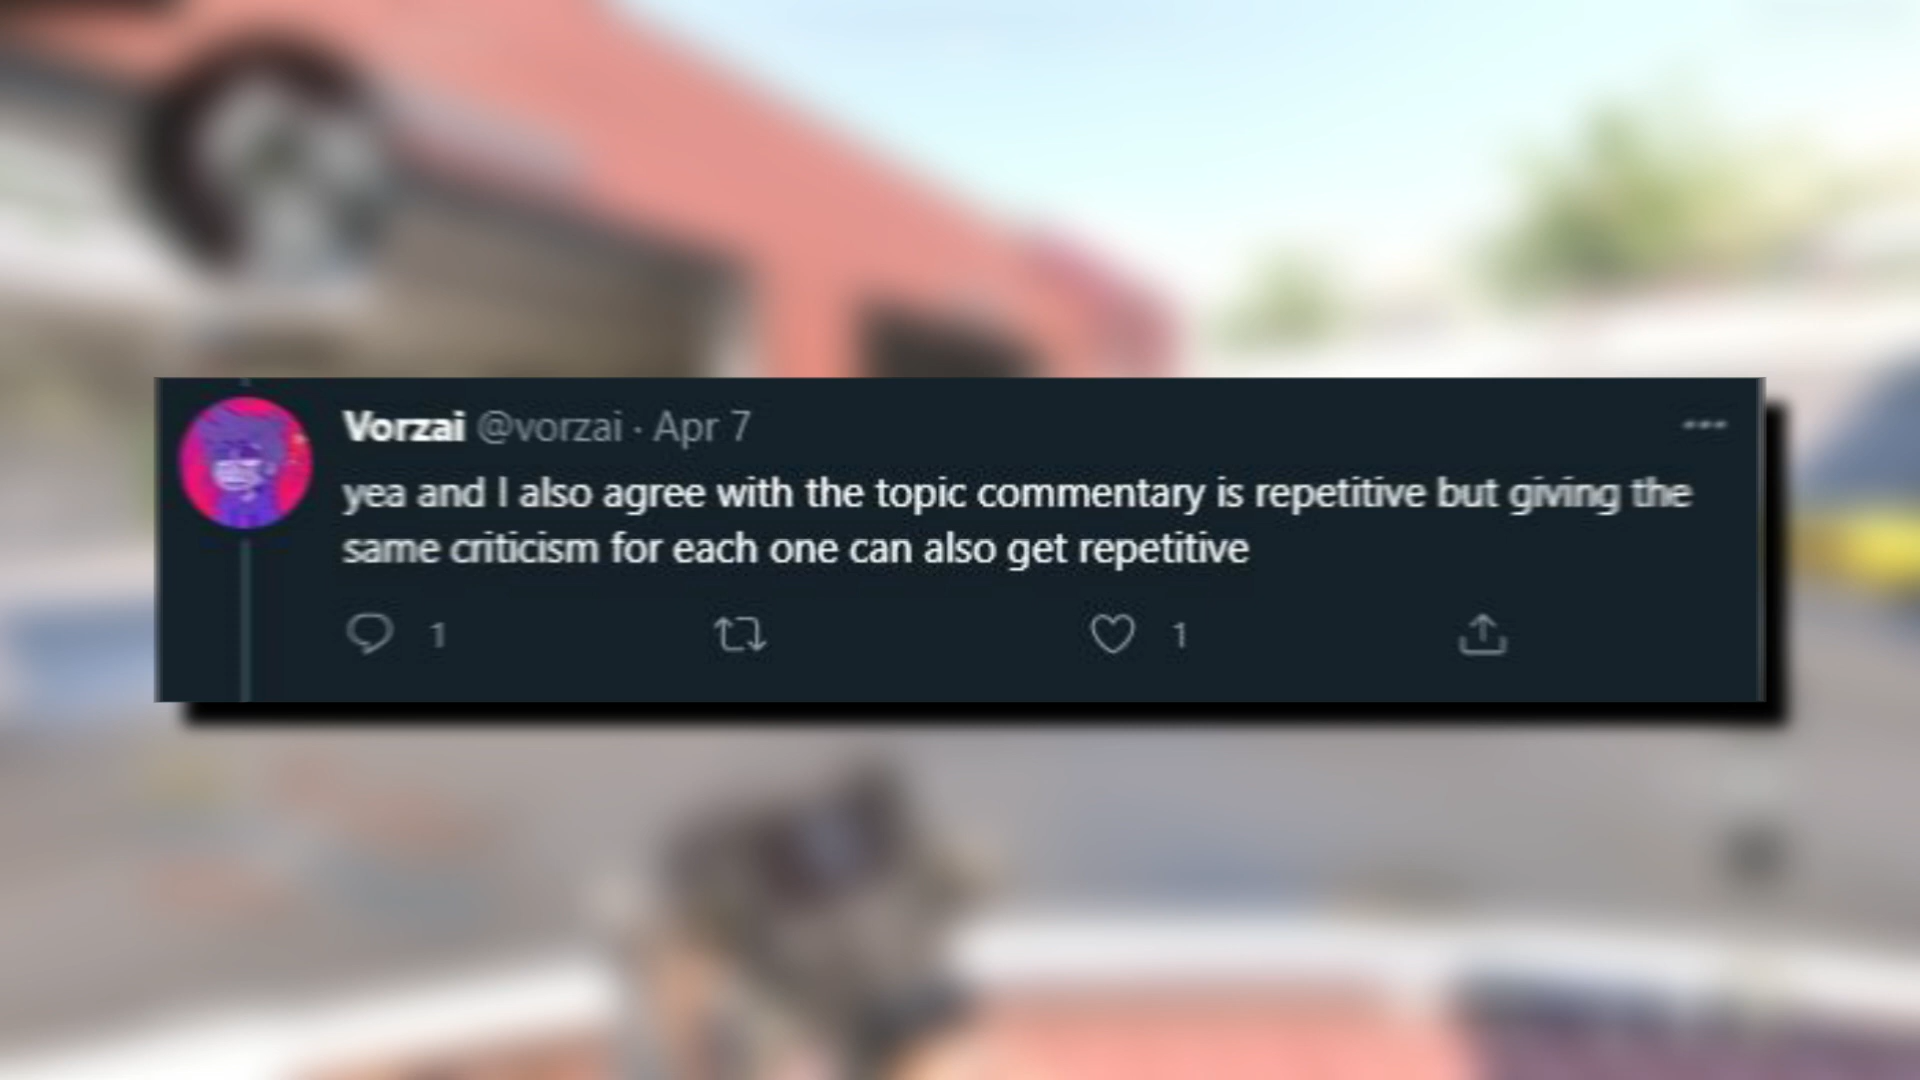 Vorzai @vorzai · Apr 7
yea and I also agree with the topic commentary is repetitive but giving the
same criticism for each one can also get repetitive
1 1